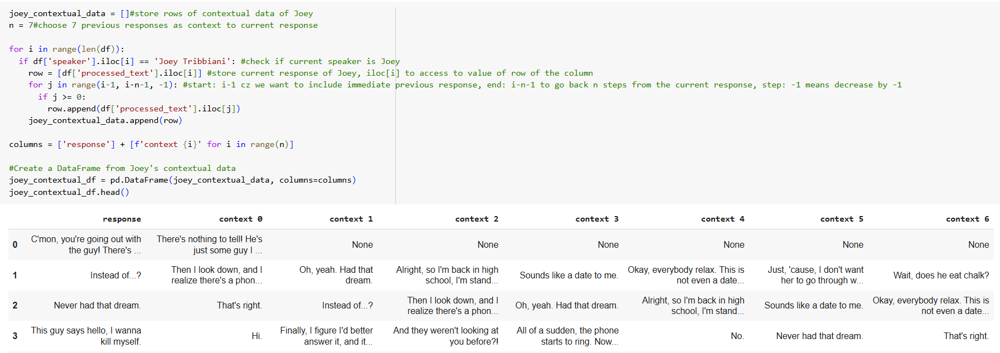 joey_contextual_data = []#store rows of contextual data of Joey
n = 7#choose 7 previous responses as context to current response
for i in range(len(df)):
if df['speaker'].iloc[i] == 'Joey Tribbiani': #check if current speaker is Joey
row = [df['processed_text'].iloc[i]] #store current response of Joey, iloc[i] to access to value of row of the column
for j in range(i-1, i-n-1, -1): #start: i-1 cz we want to include immediate previous response, end: i-n-1 to go back n steps from the current response, step: -1 means decrease by -1
if j >= 0:
row.append(df['processed_text'].iloc[j])
joey_contextual_data.append(row)
columns = ['response'] + [f'context {i}' for i in range(n)]
#Create a DataFrame from Joey's contextual data
joey_contextual_df = pd.DataFrame(joey_contextual_data, columns=columns)
joey_contextual_df.head()
response context 0 context 1 context 2 context 3 context 4 context 5 context 6
0 C'mon, you're going out with the guy! There's ... There's nothing to tell! He's just some guy I ... None None None None None None
1 Instead of...? Then I look down, and I realize there's a phon... Oh, yeah. Had that dream. Alright, so I'm back in high school, I'm stand... Sounds like a date to me. Okay, everybody relax. This is not even a date... Just, 'cause, I don't want her to go through w... Wait, does he eat chalk?
2 Never had that dream. That's right. Instead of...? Then I look down, and I realize there's a phon... Oh, yeah. Had that dream. Alright, so I'm back in high school, I'm stand... Sounds like a date to me. Okay, everybody relax. This is not even a date...
3 This guy says hello, I wanna kill myself. Hi. Finally, I figure I'd better answer it, and it... And they weren't looking at you before?! All of a sudden, the phone starts to ring. Now... No. Never had that dream. That's right.